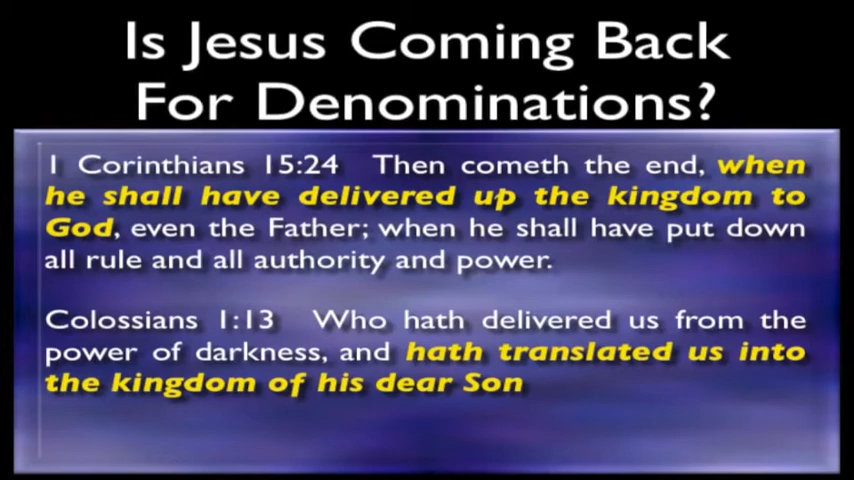 Is Jesus Coming Back
For Denominations?
1 Corinthians 15:24 Then cometh the end, when
he shall have delivered up the kingdom to
God, even the Father; when he shall have put down
all rule and all authority and power.
Colossians 1:13 Who hath delivered us from the
power of darkness, and hath translated us into
the kingdom of his dear Son